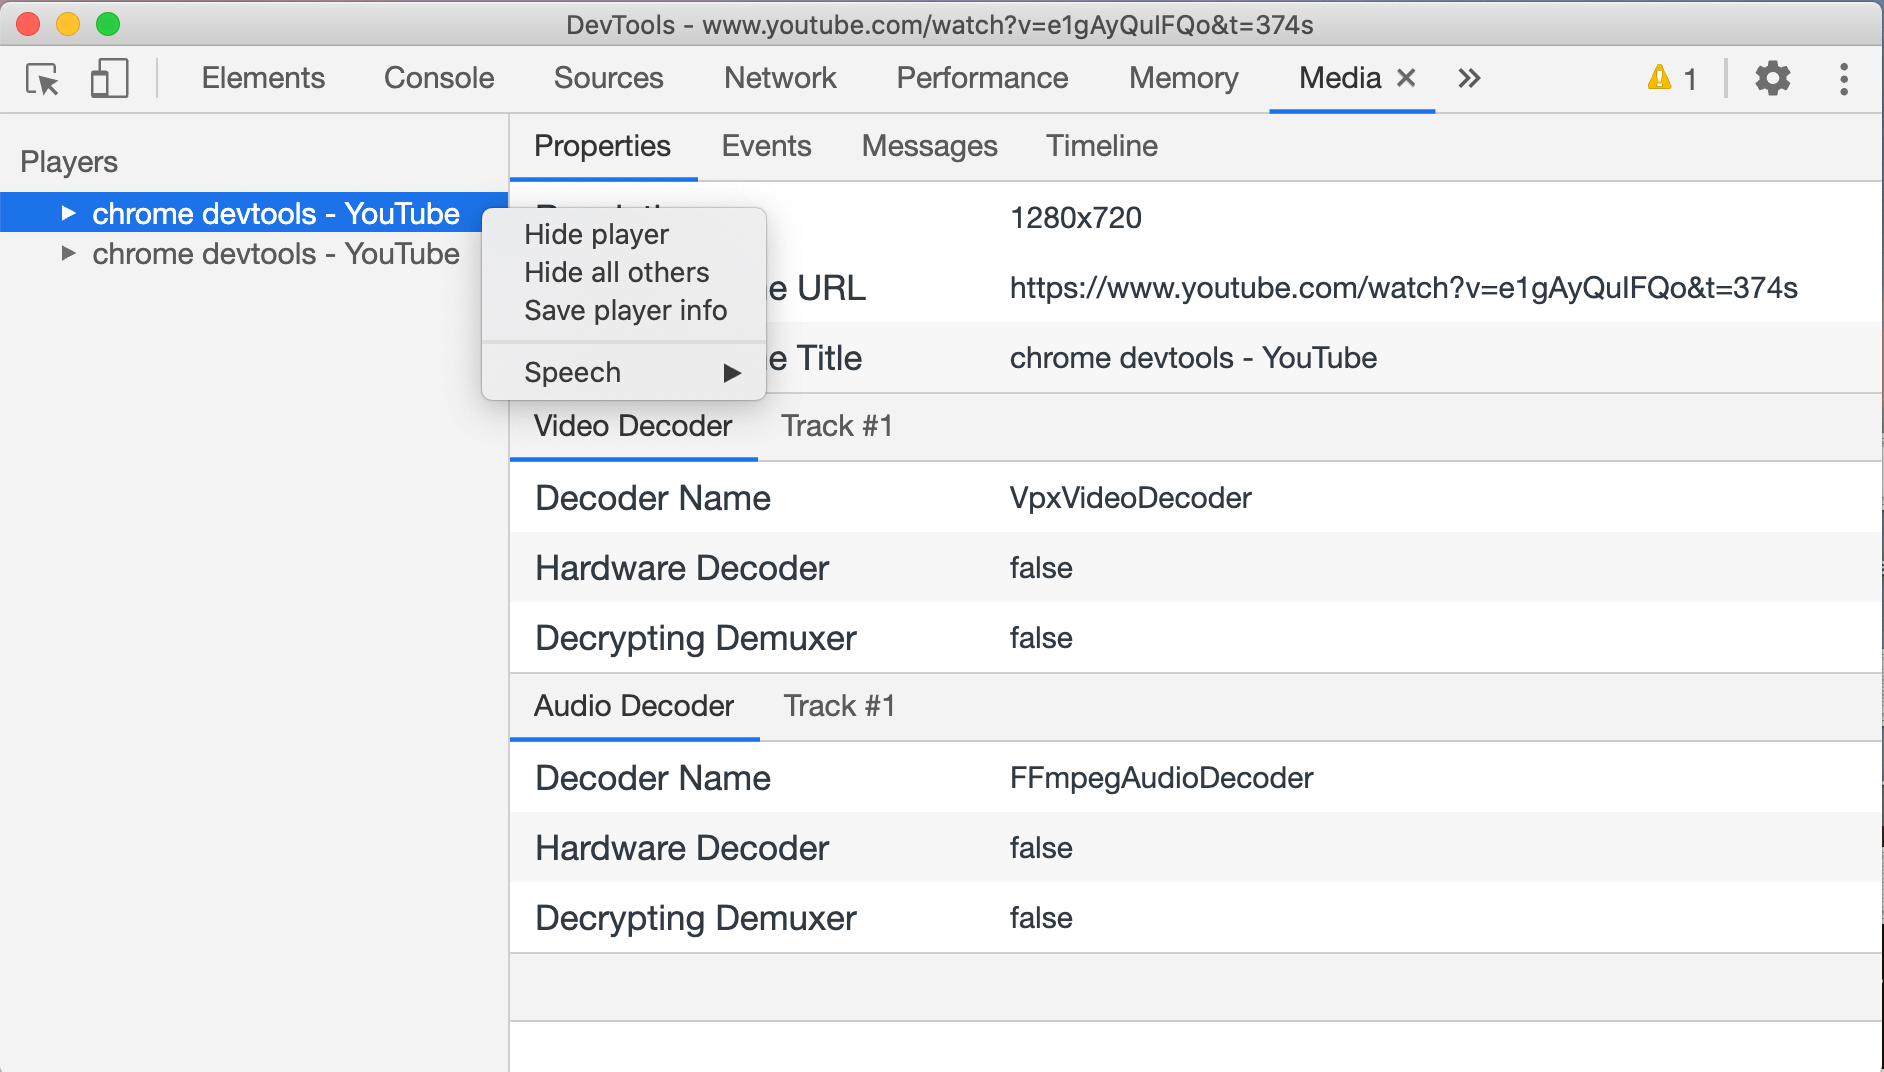 DevTools - www.youtube.com/watch?v=e1gAyQuIFQo&t=374s
Elements Console Sources Network Performance Memory Media 1
Players
chrome devtools - YouTube
chrome devtools - YouTube
Properties Events Messages Timeline
Hide player
Hide all others
Save player info
Speech
1280x720
URL https://www.youtube.com/watch?v=e1gAyQuIFQo&t=374s
Title chrome devtools - YouTube
Video Decoder Track #1
Decoder Name VpxVideoDecoder
Hardware Decoder false
Decrypting Demuxer false
Audio Decoder Track #1
Decoder Name FFmpegAudioDecoder
Hardware Decoder false
Decrypting Demuxer false